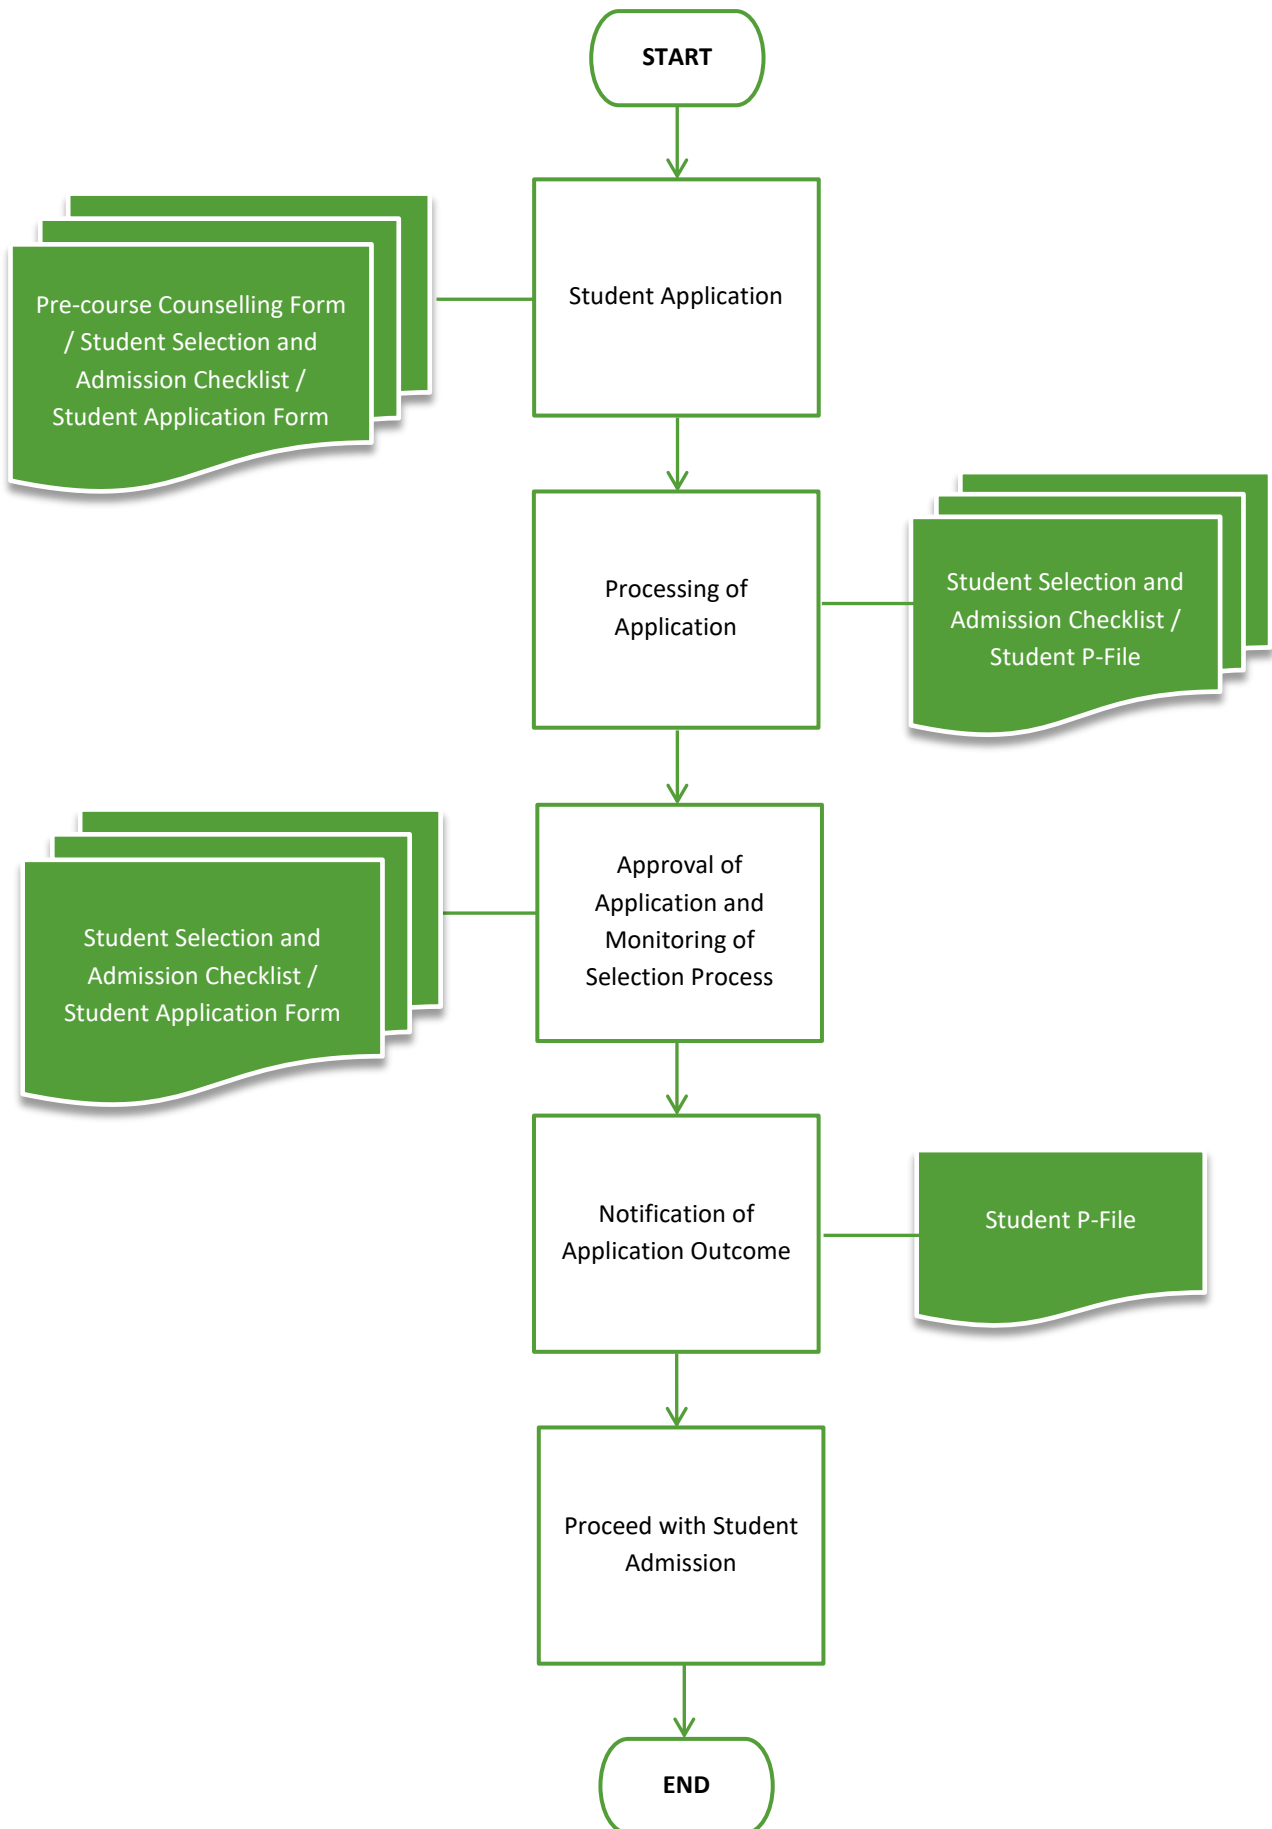 START
Student Application
Pre-course Counselling Form
/ Student Selection and
Admission Checklist /
Student Application Form
Processing of
Application
Student Selection and
Admission Checklist /
Student P-File
Approval of
Application and
Monitoring of
Selection Process
Student Selection and
Admission Checklist /
Student Application Form
Notification of
Application Outcome
Student P-File
Proceed with Student
Admission
END